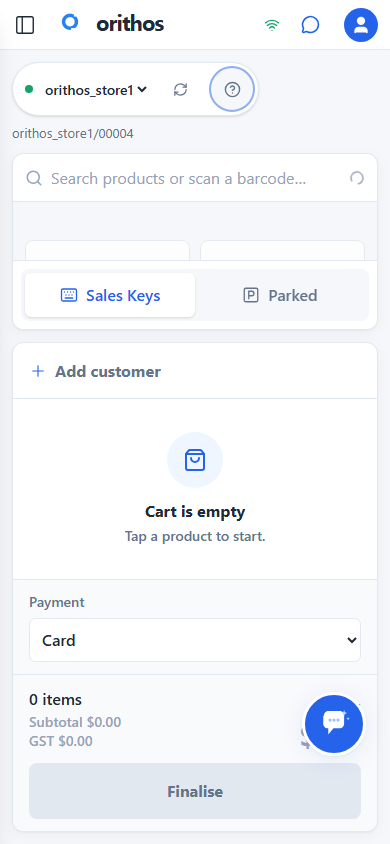 orithos
orithos_store1
orithos_store1/00004
Search products or scan a barcode...
Sales Keys
Parked
Add customer
Cart is empty
Tap a product to start.
Payment
Card
0 items
Subtotal $0.00
GST $0.00
Finalise